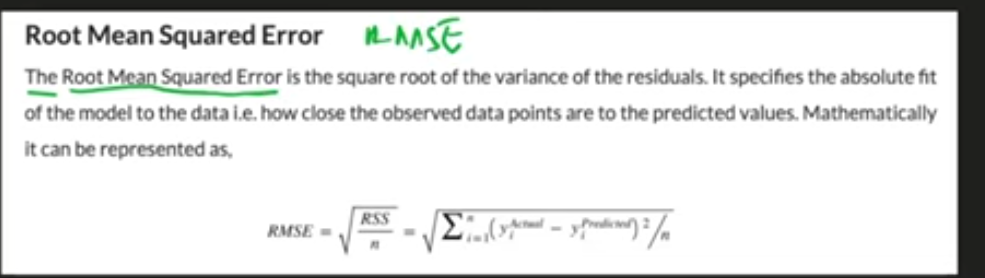 Root Mean Squared Error RMSE
The Root Mean Squared Error is the square root of the variance of the residuals. It specifies the absolute fit
of the model to the data i.e. how close the observed data points are to the predicted values. Mathematically
it can be represented as,
RMSE = √(RSS/n) = √(∑ⁿᵢ₌₁(yᵢ^Actual − yᵢ^Predicted)²/n)